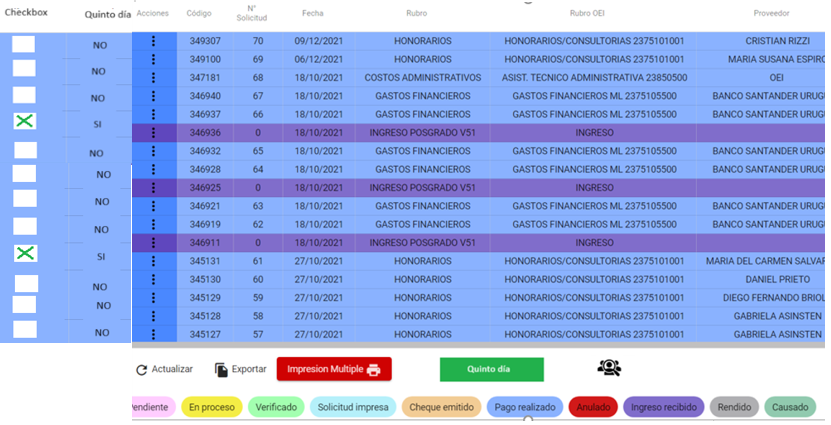 Checkbox Quinto día Acciones Código N° Solicitud Fecha Rubro Rubro OEI Proveedor
NO 349307 70 09/12/2021 HONORARIOS HONORARIOS/CONSULTORIAS 2375101001 CRISTIAN RIZZI
349100 69 06/12/2021 HONORARIOS HONORARIOS/CONSULTORIAS 2375101001 MARIA SUSANA ESPIRO
NO 347181 68 18/10/2021 COSTOS ADMINISTRATIVOS ASIST. TECNICO ADMINISTRATIVA 23850500 OEI
NO 346940 67 18/10/2021 GASTOS FINANCIEROS GASTOS FINANCIEROS ML 2375105500 BANCO SANTANDER URUGU
346937 66 18/10/2021 GASTOS FINANCIEROS GASTOS FINANCIEROS ML 2375105500 BANCO SANTANDER URUGU
SI 346936 0 18/10/2021 INGRESO POSGRADO V51 INGRESO
NO 346932 65 18/10/2021 GASTOS FINANCIEROS GASTOS FINANCIEROS ML 2375105500 BANCO SANTANDER URUGU
NO 346928 64 18/10/2021 GASTOS FINANCIEROS GASTOS FINANCIEROS ML 2375105500 BANCO SANTANDER URUGU
346925 0 18/10/2021 INGRESO POSGRADO V51 INGRESO
NO 346921 63 18/10/2021 GASTOS FINANCIEROS GASTOS FINANCIEROS ML 2375105500 BANCO SANTANDER URUGU
NO 346919 62 18/10/2021 GASTOS FINANCIEROS GASTOS FINANCIEROS ML 2375105500 BANCO SANTANDER URUGU
346911 0 18/10/2021 INGRESO POSGRADO V51 INGRESO
SI 345131 61 27/10/2021 HONORARIOS HONORARIOS/CONSULTORIAS 2375101001 MARIA DEL CARMEN SALVAR
NO 345130 60 27/10/2021 HONORARIOS HONORARIOS/CONSULTORIAS 2375101001 DANIEL PRIETO
NO 345129 59 27/10/2021 HONORARIOS HONORARIOS/CONSULTORIAS 2375101001 DIEGO FERNANDO BRIOL
345128 58 27/10/2021 HONORARIOS HONORARIOS/CONSULTORIAS 2375101001 GABRIELA ASINSTEN
NO 345127 57 27/10/2021 HONORARIOS HONORARIOS/CONSULTORIAS 2375101001 GABRIELA ASINSTEN
Actualizar Exportar Impresion Multiple Quinto día
Pendiente En proceso Verificado Solicitud impresa Cheque emitido Pago realizado Anulado Ingreso recibido Rendido Causado